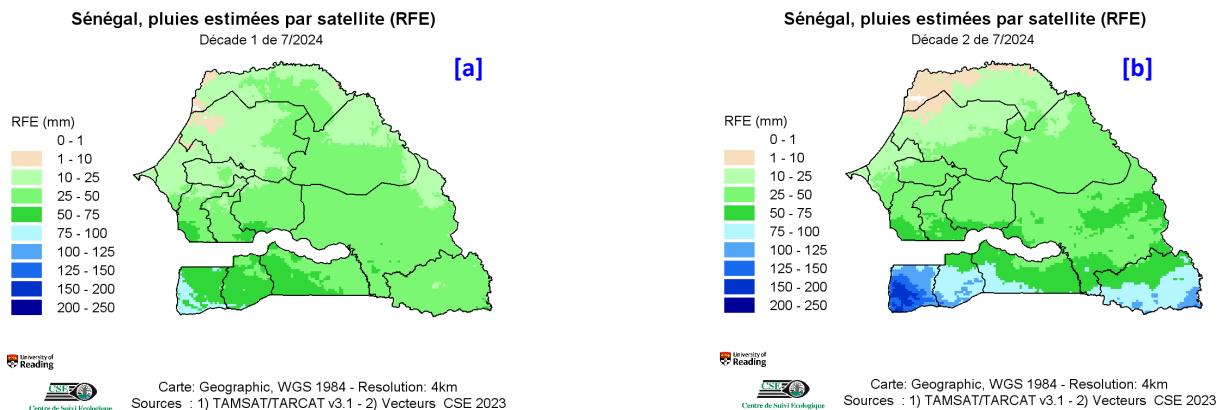 Sénégal, pluies estimées par satellite (RFE)
Décade 1 de 7/2024
[a]
RFE (mm)
0 - 1
1 - 10
10 - 25
25 - 50
50 - 75
75 - 100
100 - 125
125 - 150
150 - 200
200 - 250
University of
Reading
CSE
Centre de Suivi Ecologique
Carte: Geographic, WGS 1984 - Resolution: 4km
Sources : 1) TAMSAT/TARCAT v3.1 - 2) Vecteurs CSE 2023
Sénégal, pluies estimées par satellite (RFE)
Décade 2 de 7/2024
[b]
RFE (mm)
0 - 1
1 - 10
10 - 25
25 - 50
50 - 75
75 - 100
100 - 125
125 - 150
150 - 200
200 - 250
University of
Reading
CSE
Centre de Suivi Ecologique
Carte: Geographic, WGS 1984 - Resolution: 4km
Sources : 1) TAMSAT/TARCAT v3.1 - 2) Vecteurs CSE 2023